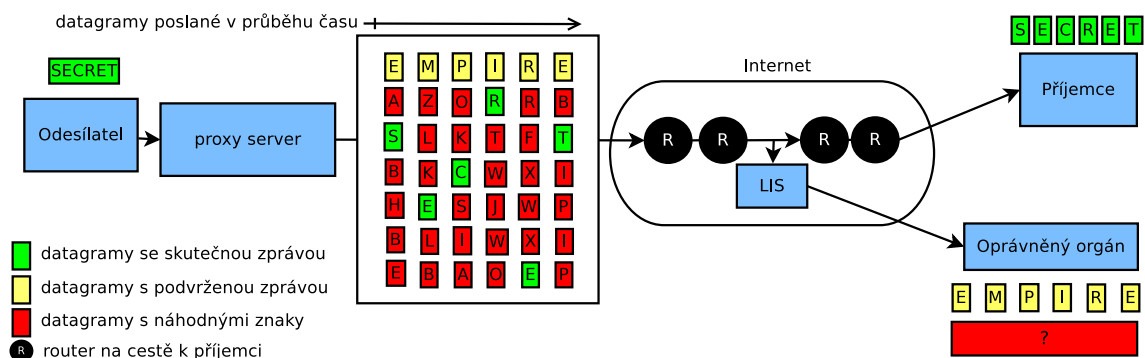 datagramy poslané v průběhu času
SECRET
Odesílatel
proxy server
E M P I R E
A Z O R R B
S L K T F T
B K C W X I
H E S J W P
B L I W X I
E B A O E P
Internet
R R R R
LIS
S E C R E T
Příjemce
Oprávněný orgán
E M P I R E
?
datagramy se skutečnou zprávou
datagramy s podvrženou zprávou
datagramy s náhodnými znaky
R router na cestě k příjemci